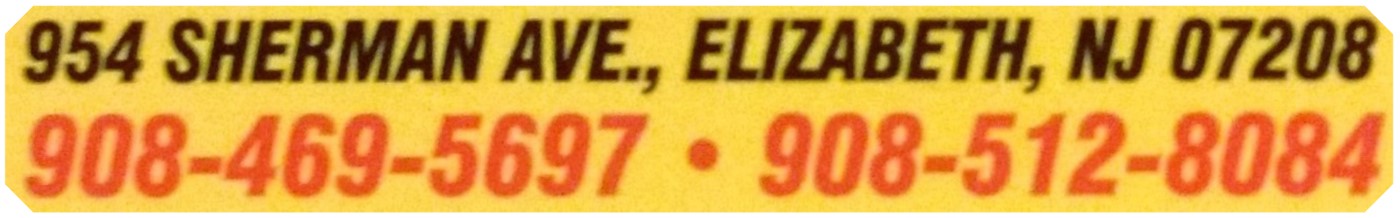 954 SHERMAN AVE., ELIZABETH, NJ 07208
908-469-5697 • 908-512-8084